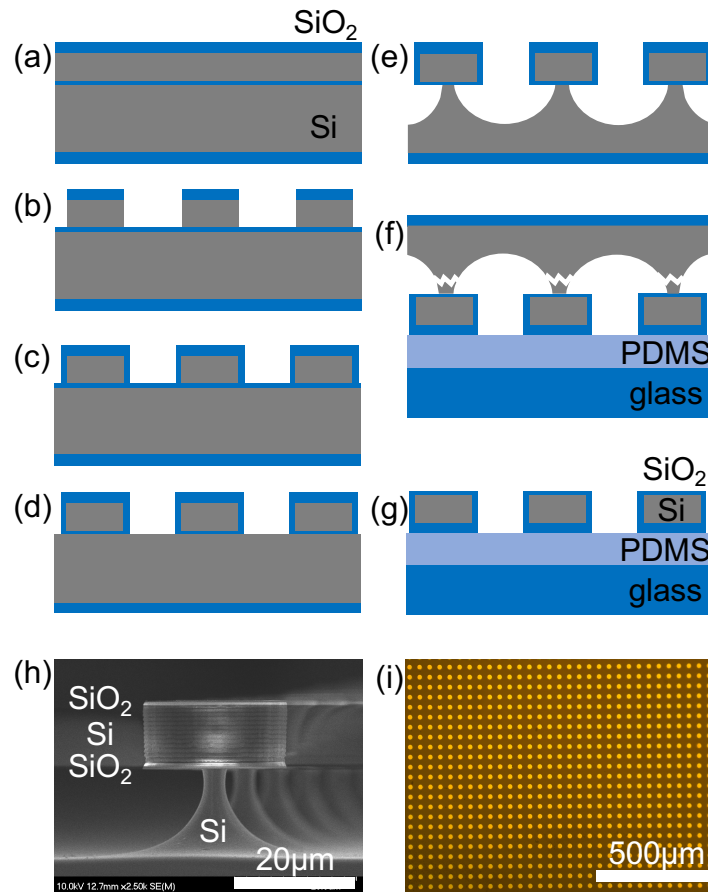 SiO₂
(a)
Si
(b)
(c)
(d)
(e)
(f)
PDMS
glass
SiO₂
(g)
Si
PDMS
glass
(h)
SiO₂
Si
SiO₂
Si
20μm
10.0kV 12.7mm x2.50k SE(M)
(i)
500μm